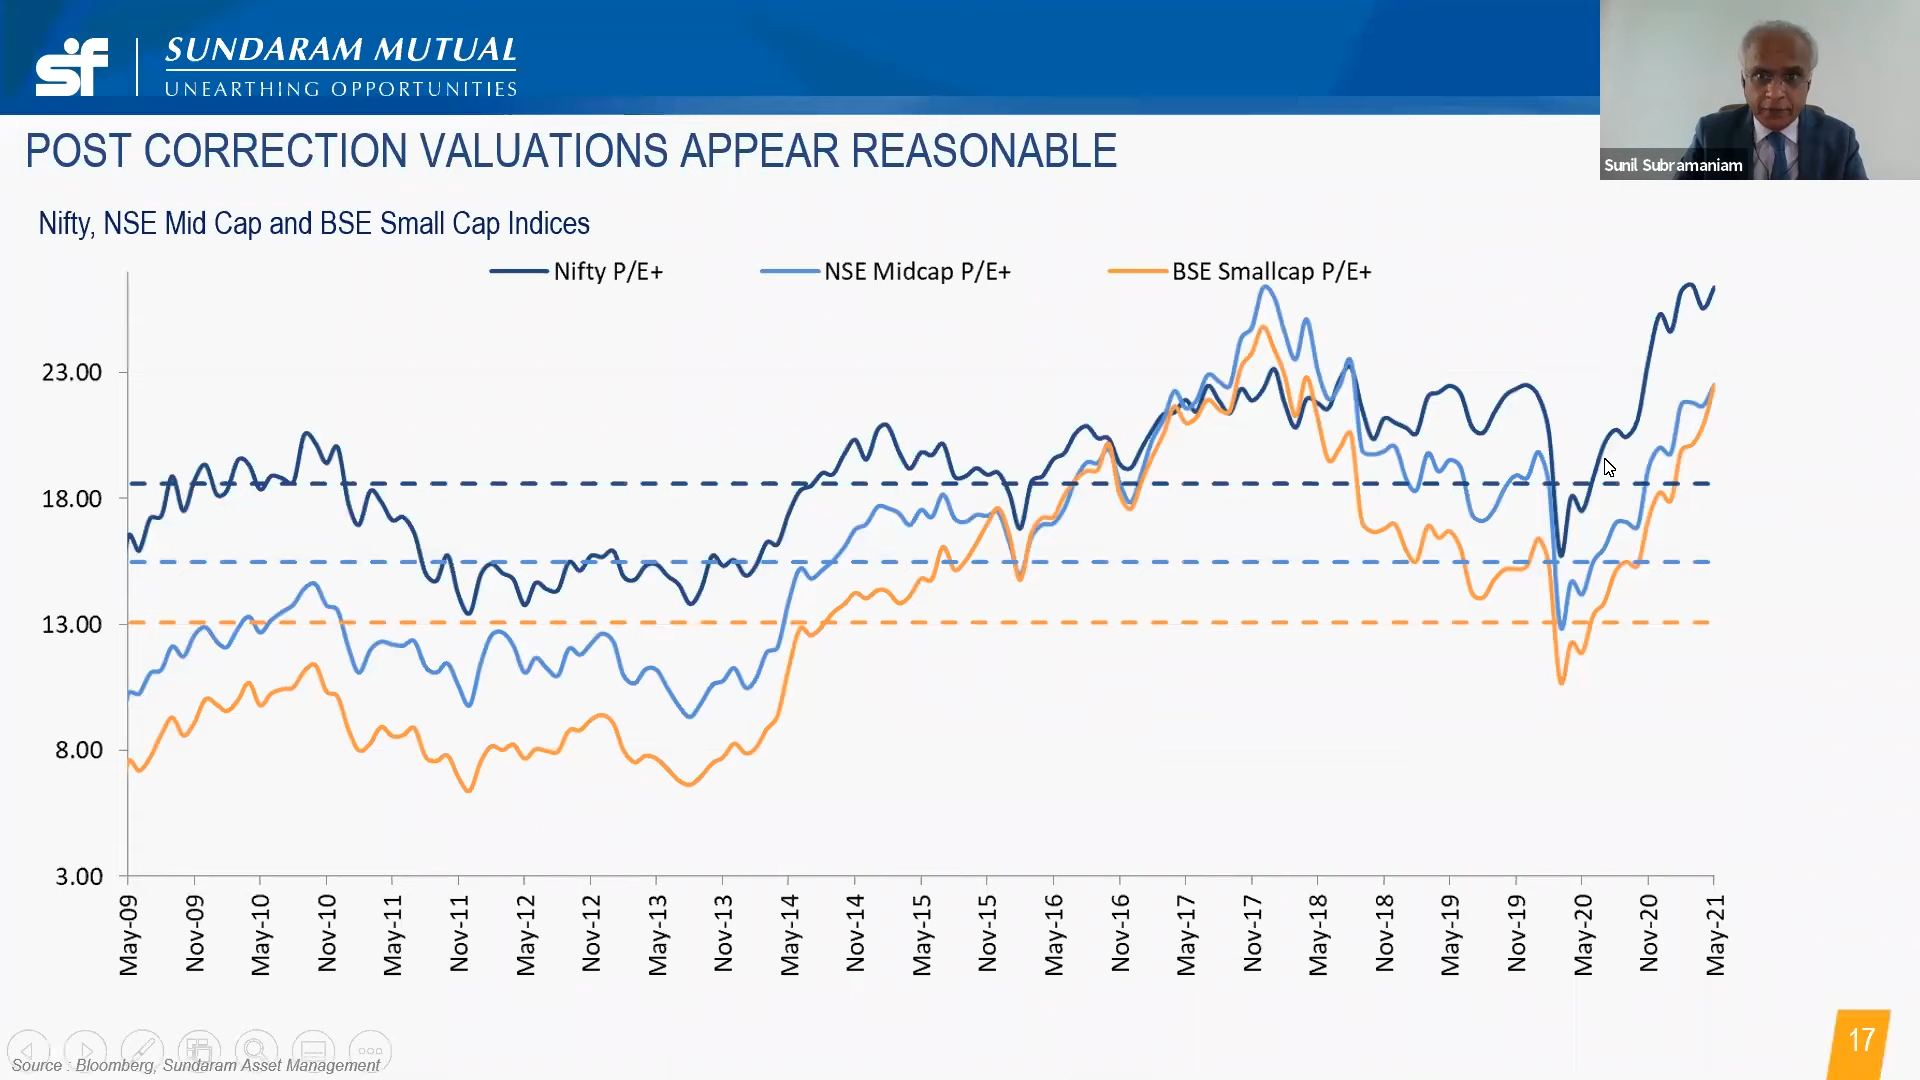 sf
SUNDARAM MUTUAL
UNEARTHING OPPORTUNITIES
Sunil Subramaniam
POST CORRECTION VALUATIONS APPEAR REASONABLE
Nifty, NSE Mid Cap and BSE Small Cap Indices
Nifty P/E+ NSE Midcap P/E+ BSE Smallcap P/E+
23.00
18.00
13.00
8.00
3.00
May-09 Nov-09 May-10 Nov-10 May-11 Nov-11 May-12 Nov-12 May-13 Nov-13 May-14 Nov-14 May-15 Nov-15 May-16 Nov-16 May-17 Nov-17 May-18 Nov-18 May-19 Nov-19 May-20 Nov-20 May-21
17
Source : Bloomberg, Sundaram Asset Management